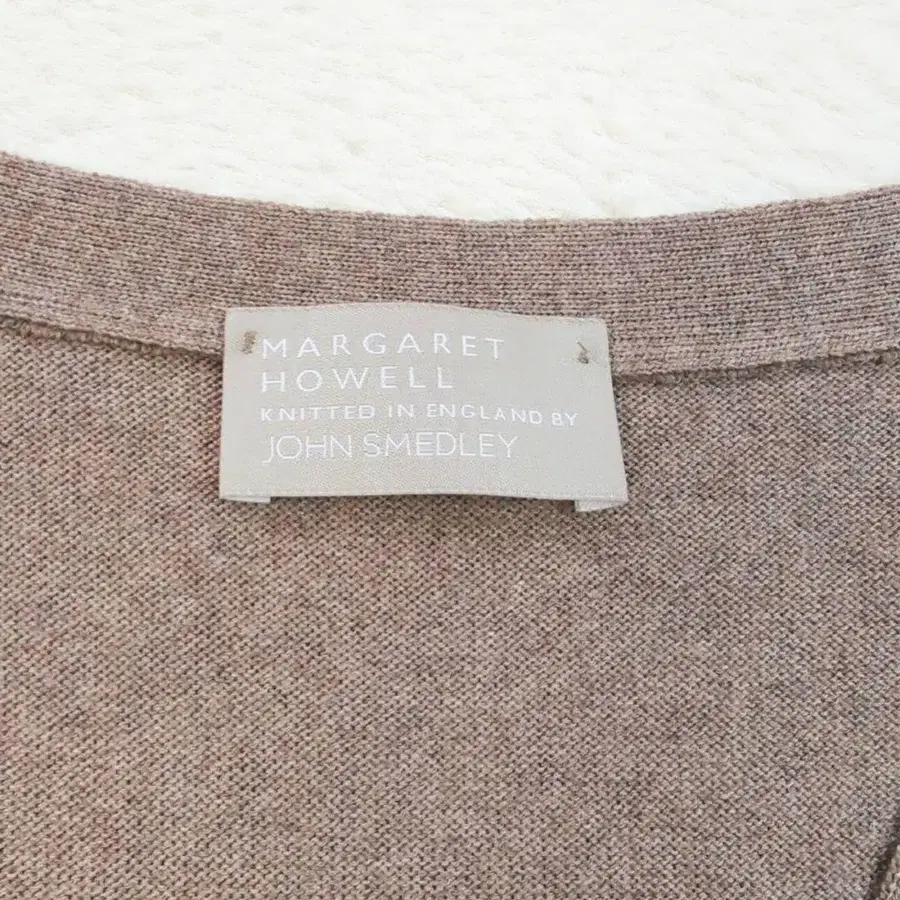 MARGARET
HOWELL
KNITTED IN ENGLAND BY
JOHN SMEDLEY